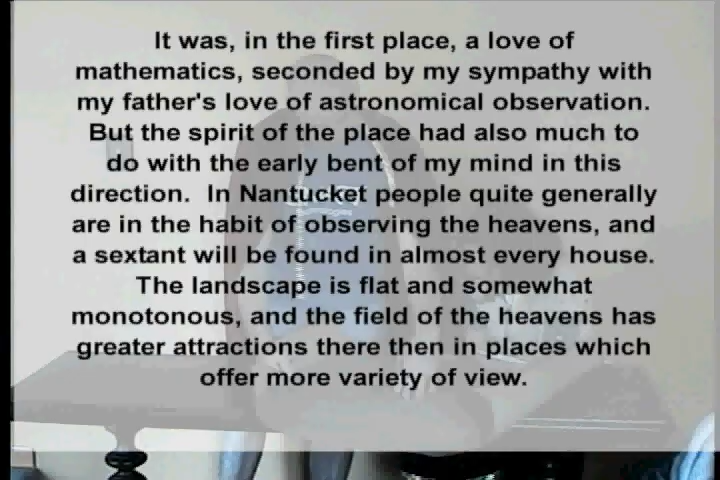 It was, in the first place, a love of
mathematics, seconded by my sympathy with
my father's love of astronomical observation.
But the spirit of the place had also much to
do with the early bent of my mind in this
direction.  In Nantucket people quite generally
are in the habit of observing the heavens, and
a sextant will be found in almost every house.
The landscape is flat and somewhat
monotonous, and the field of the heavens has
greater attractions there then in places which
offer more variety of view.